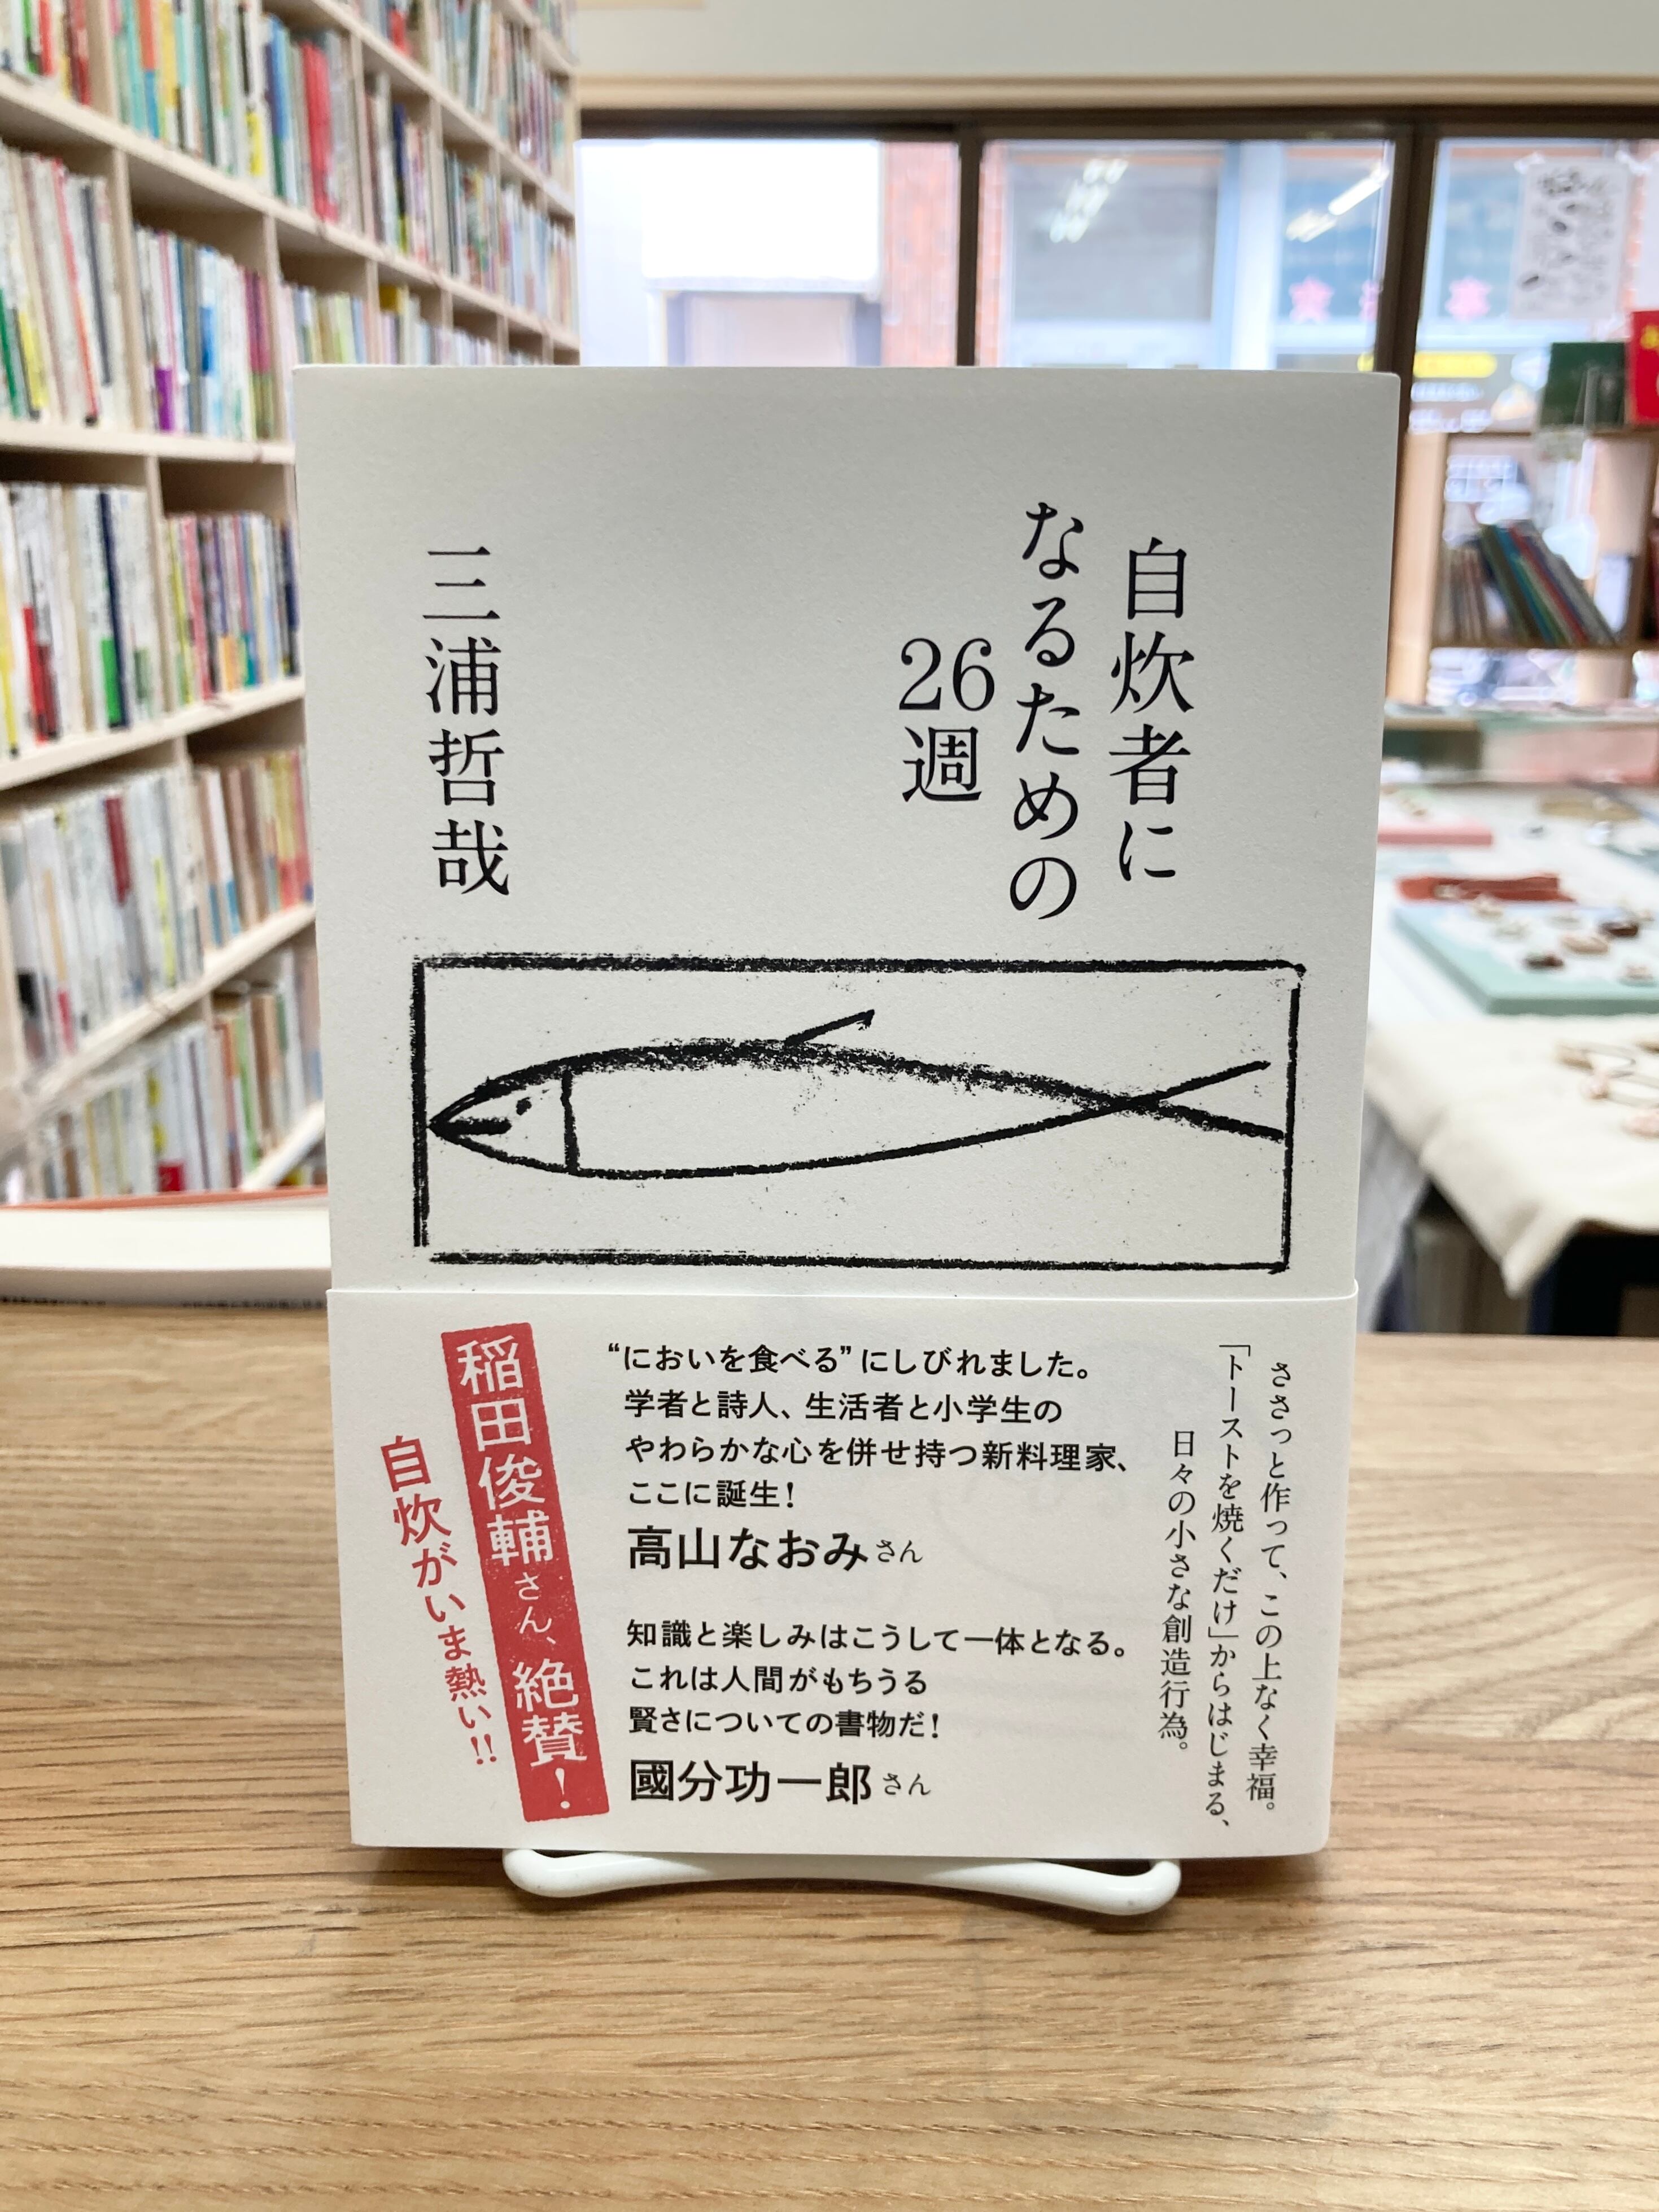 自炊者に
なるための
26週
三浦哲哉
ささっと作って、この上なく幸福。
「トーストを焼くだけ」からはじまる、
日々の小さな創造行為。
“においを食べる”にしびれました。
学者と詩人、生活者と小学生の
やわらかな心を併せ持つ新料理家、
ここに誕生！
高山なおみさん
知識と楽しみはこうして一体となる。
これは人間がもちうる
賢さについての書物だ！
國分功一郎さん
稲田俊輔さん、絶賛！
自炊がいま熱い!!